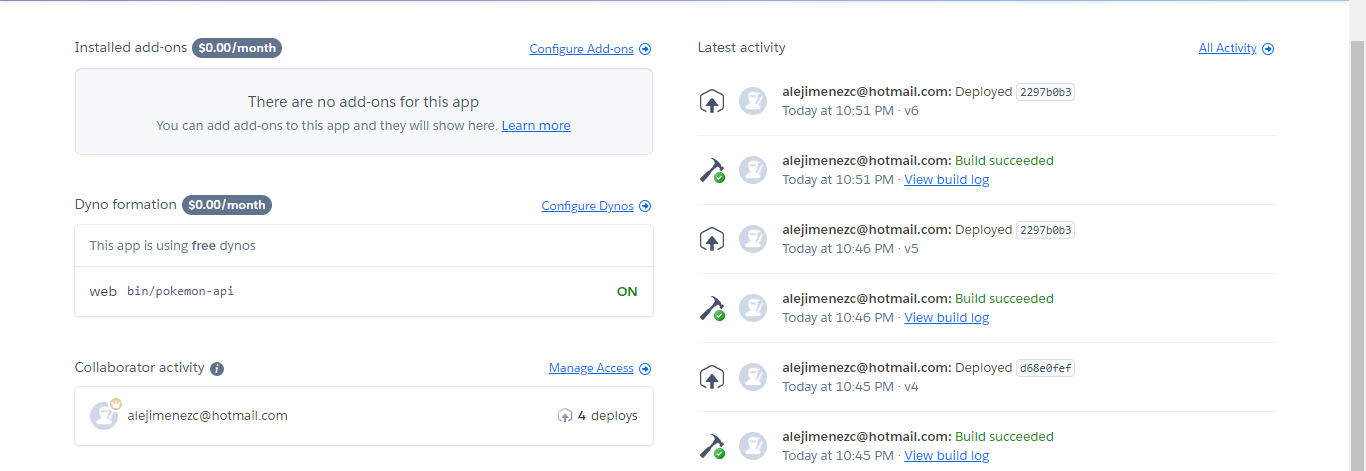 Installed add-ons $0.00/month Configure Add-ons
There are no add-ons for this app
You can add add-ons to this app and they will show here. Learn more
Dyno formation $0.00/month Configure Dynos
This app is using free dynos
web bin/pokemon-api ON
Collaborator activity i Manage Access
alejimenezc@hotmail.com 4 deploys
Latest activity All Activity
alejimenezc@hotmail.com: Deployed 2297b0b3
Today at 10:51 PM · v6
alejimenezc@hotmail.com: Build succeeded
Today at 10:51 PM · View build log
alejimenezc@hotmail.com: Deployed 2297b0b3
Today at 10:46 PM · v5
alejimenezc@hotmail.com: Build succeeded
Today at 10:46 PM · View build log
alejimenezc@hotmail.com: Deployed d68e0fef
Today at 10:45 PM · v4
alejimenezc@hotmail.com: Build succeeded
Today at 10:45 PM · View build log